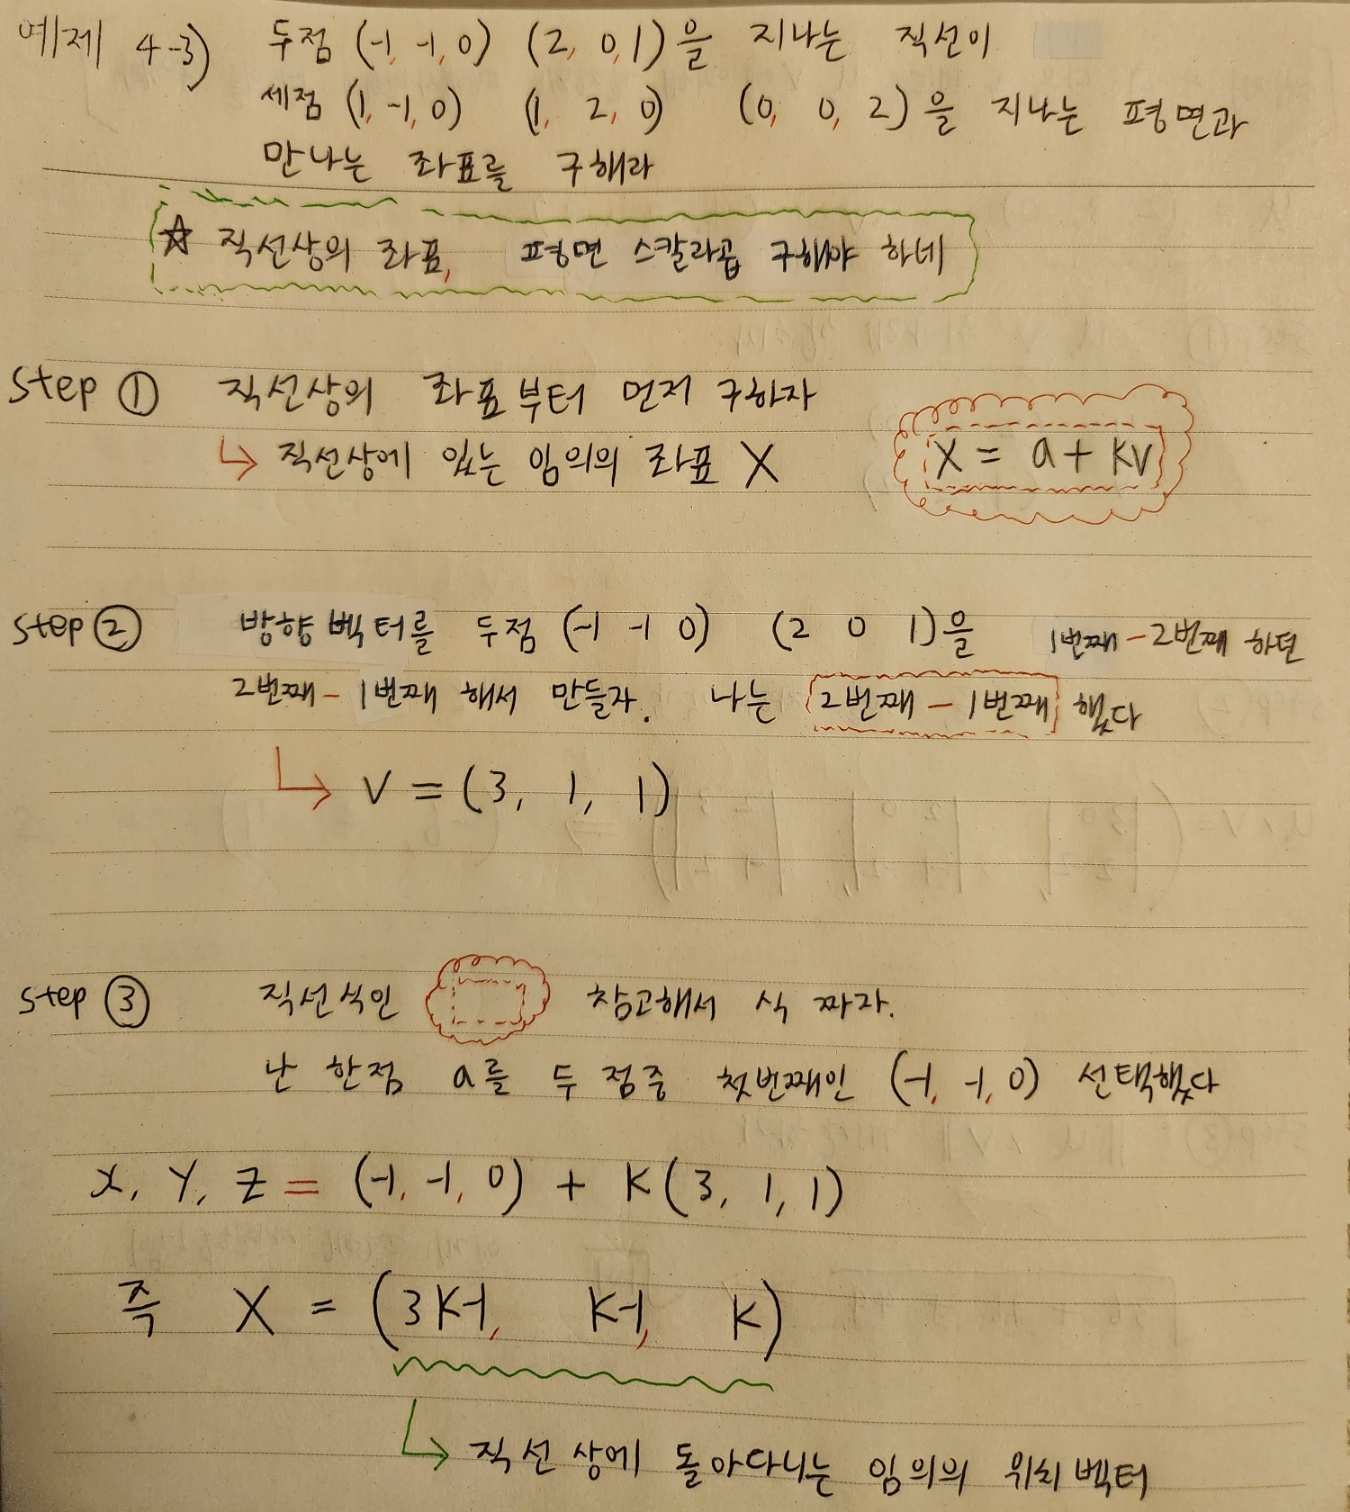 예제 4-3) 두점 (-1, -1, 0) (2, 0, 1)을 지나는 직선이
세점 (1, -1, 0) (1, 2, 0) (0, 0, 2)을 지나는 평면과
만나는 좌표를 구해라
☆ 직선상의 좌표, 평면 스칼라곱 구해야 하네
step ① 직선상의 좌표부터 먼저 구하자
↳ 직선상에 있는 임의의 좌표 X X = a + kv
step ② 방향벡터를 두점 (-1 -1 0) (2 0 1)을 1번째 - 2번째 하던
2번째 - 1번째 해서 만들자. 나는 2번째 - 1번째 했다
↳ V = (3, 1, 1)
step ③ 직선식인 참고해서 식 짜자.
난 한점 a를 두 점중 첫번째인 (-1, -1, 0) 선택했다
x, y, z = (-1, -1, 0) + K(3, 1, 1)
즉 X = (3K-1, K-1, K)
↳ 직선 상에 돌아다니는 임의의 위치 벡터